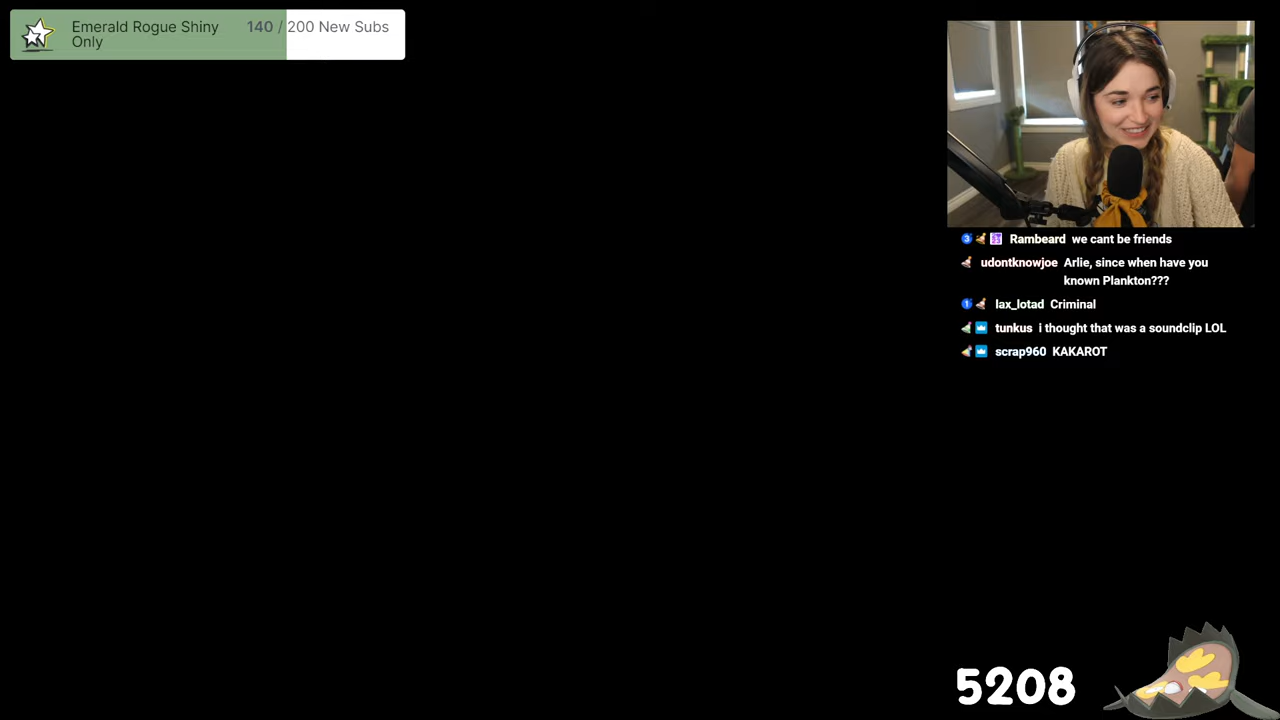 Emerald Rogue Shiny Only
140 / 200 New Subs
Rambeard we cant be friends
udontknowjoe Arlie, since when have you
known Plankton???
lax_lotad Criminal
tunkus i thought that was a soundclip LOL
scrap960 KAKAROT
5208